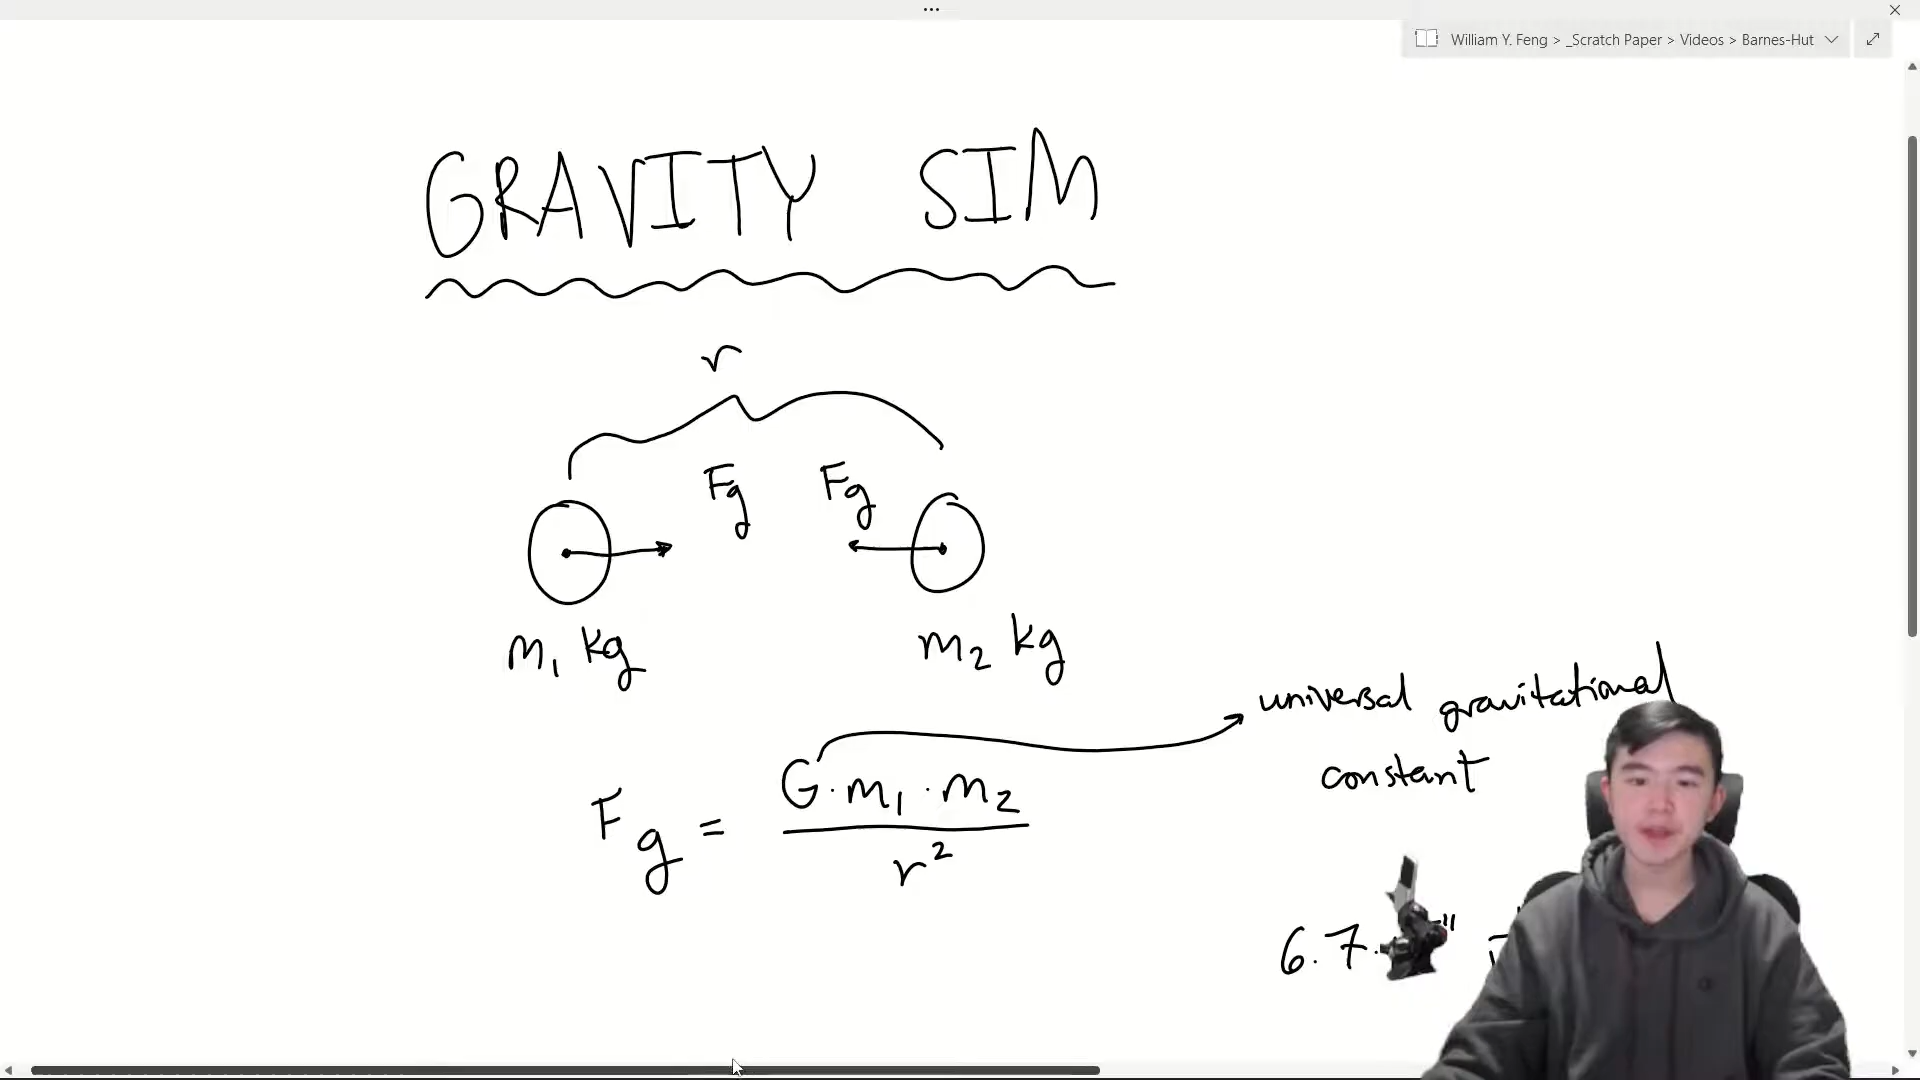 ...
William Y. Feng > _Scratch Paper > Videos > Barnes-Hut
GRAVITY SIM
r
Fg Fg
m₁ kg m₂ kg
universal gravitational
constant
Fg = G·m₁·m₂
r²
6.7·